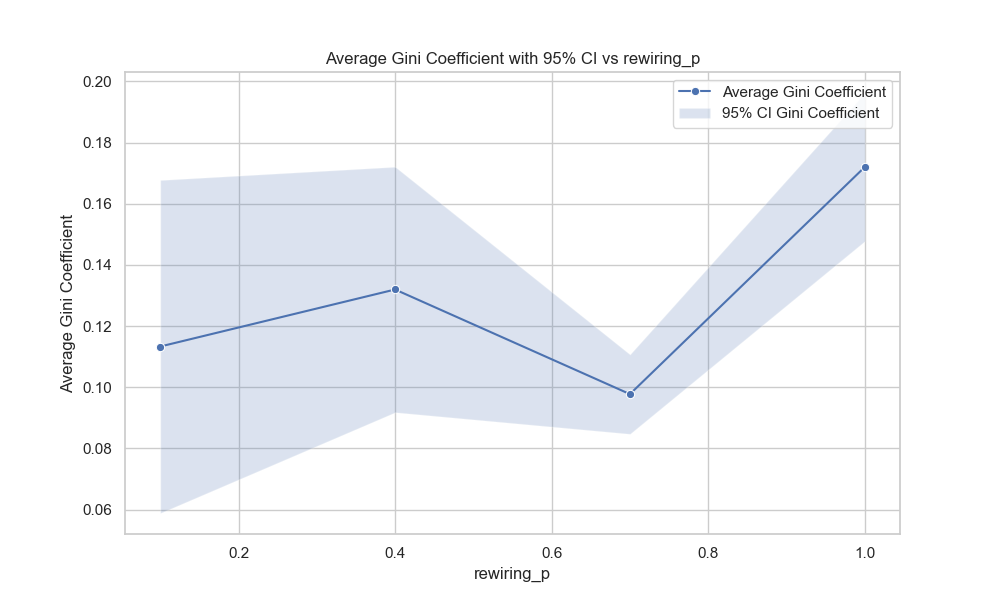 Average Gini Coefficient with 95% CI vs rewiring_p
Average Gini Coefficient
95% CI Gini Coefficient
Average Gini Coefficient
0.20
0.18
0.16
0.14
0.12
0.10
0.08
0.06
0.2
0.4
0.6
0.8
1.0
rewiring_p